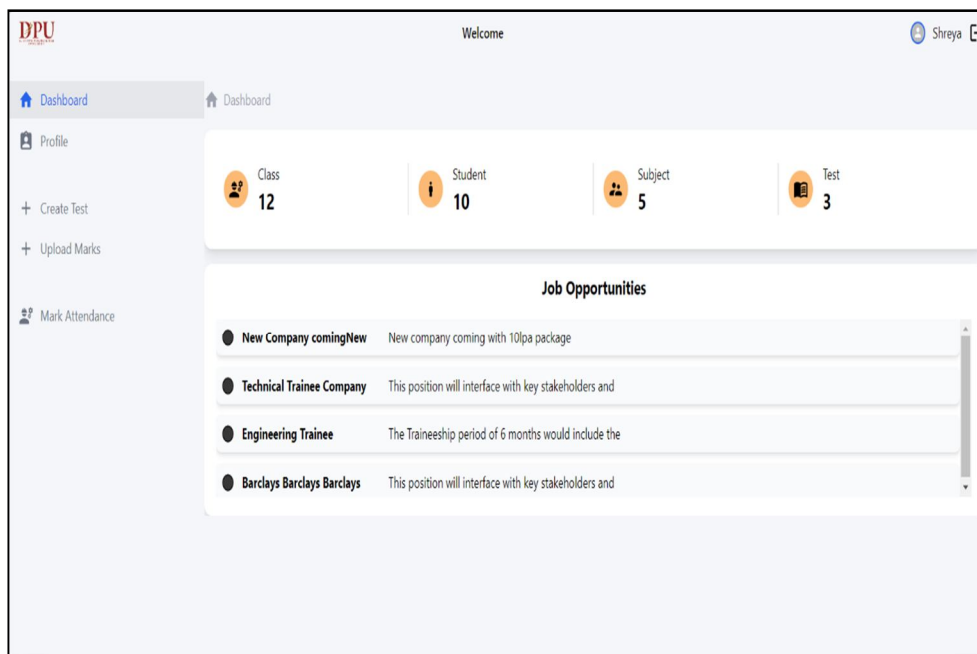 DPU
Welcome
Shreya
Dashboard
Dashboard
Profile
Class
12
Student
10
Subject
5
Test
3
Create Test
Upload Marks
Mark Attendance
Job Opportunities
New Company comingNew New company coming with 10lpa package
Technical Trainee Company This position will interface with key stakeholders and
Engineering Trainee The Traineeship period of 6 months would include the
Barclays Barclays Barclays This position will interface with key stakeholders and